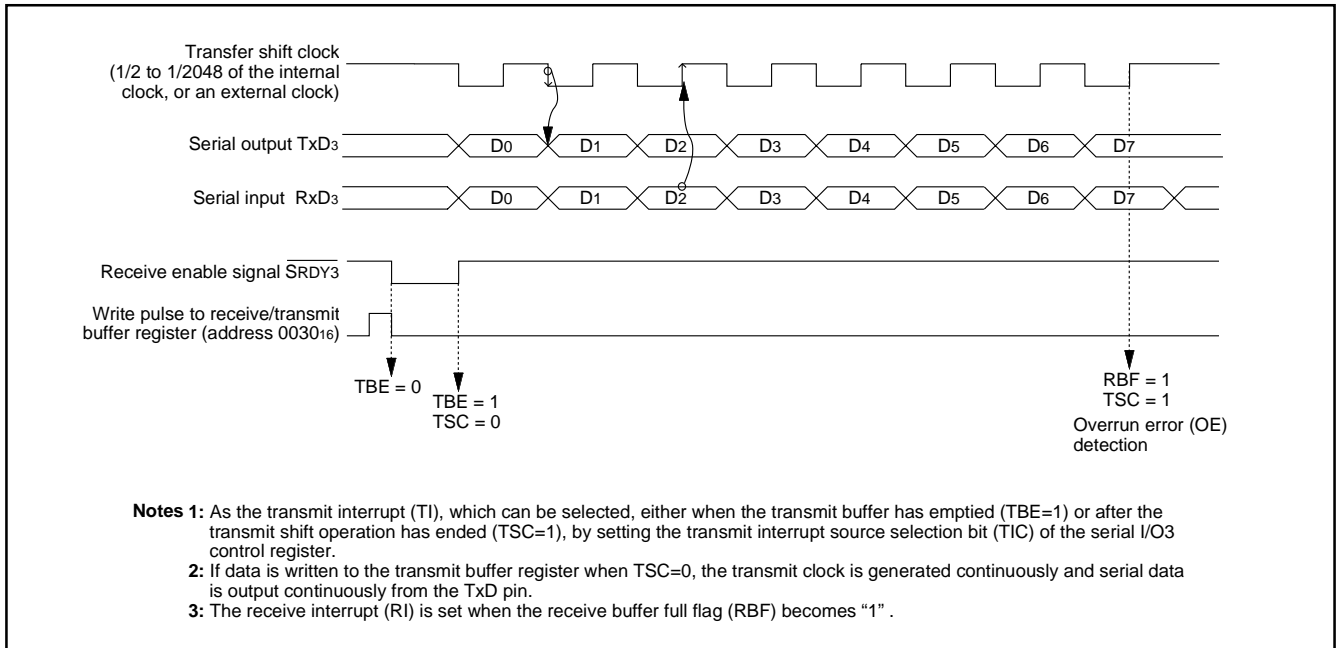 Transfer shift clock
(1/2 to 1/2048 of the internal
clock, or an external clock)
Serial output TxD3
D0 D1 D2 D3 D4 D5 D6 D7
Serial input RxD3
D0 D1 D2 D3 D4 D5 D6 D7
Receive enable signal SRDY3
Write pulse to receive/transmit
buffer register (address 003016)
TBE = 0
TBE = 1
TSC = 0
RBF = 1
TSC = 1
Overrun error (OE)
detection
Notes 1: As the transmit interrupt (TI), which can be selected, either when the transmit buffer has emptied (TBE=1) or after the
transmit shift operation has ended (TSC=1), by setting the transmit interrupt source selection bit (TIC) of the serial I/O3
control register.
2: If data is written to the transmit buffer register when TSC=0, the transmit clock is generated continuously and serial data
is output continuously from the TxD pin.
3: The receive interrupt (RI) is set when the receive buffer full flag (RBF) becomes “1” .